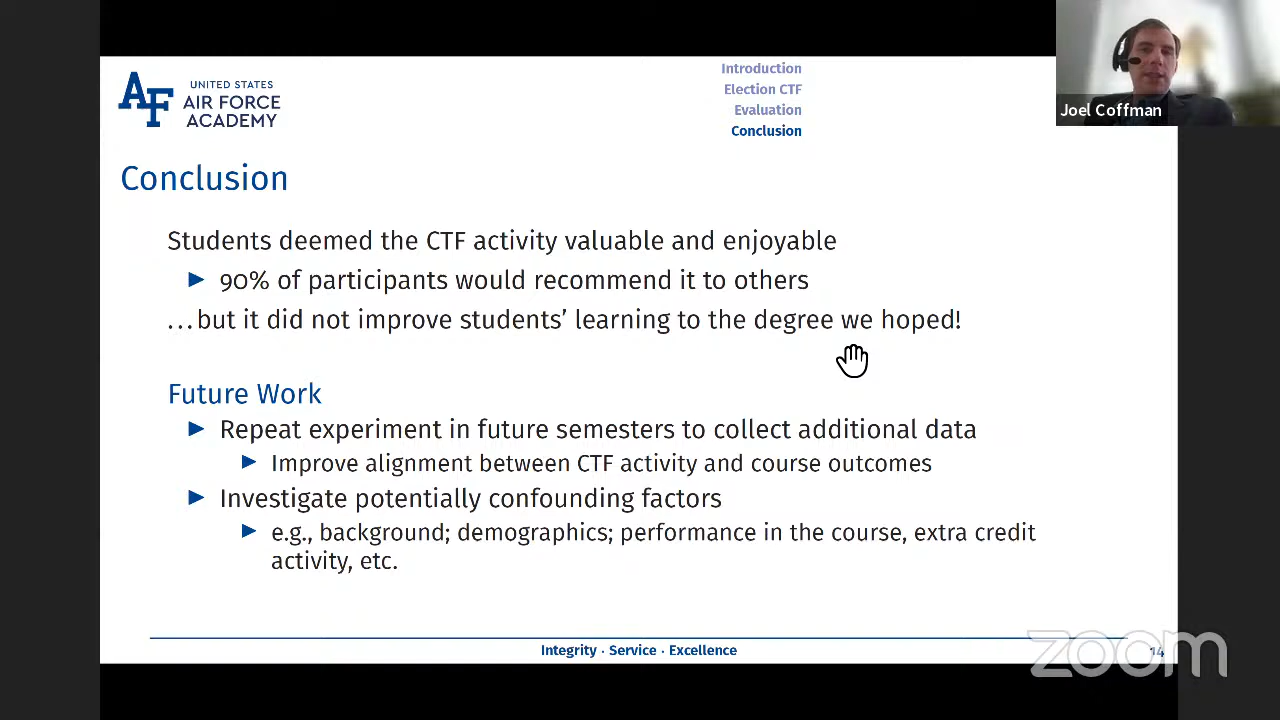 AF
UNITED STATES
AIR FORCE
ACADEMY
Introduction
Election CTF
Evaluation
Conclusion
Joel Coffman
Conclusion
Students deemed the CTF activity valuable and enjoyable
▶ 90% of participants would recommend it to others
...but it did not improve students’ learning to the degree we hoped!
Future Work
▶ Repeat experiment in future semesters to collect additional data
▶ Improve alignment between CTF activity and course outcomes
▶ Investigate potentially confounding factors
▶ e.g., background; demographics; performance in the course, extra credit
activity, etc.
Integrity · Service · Excellence
14
zoom